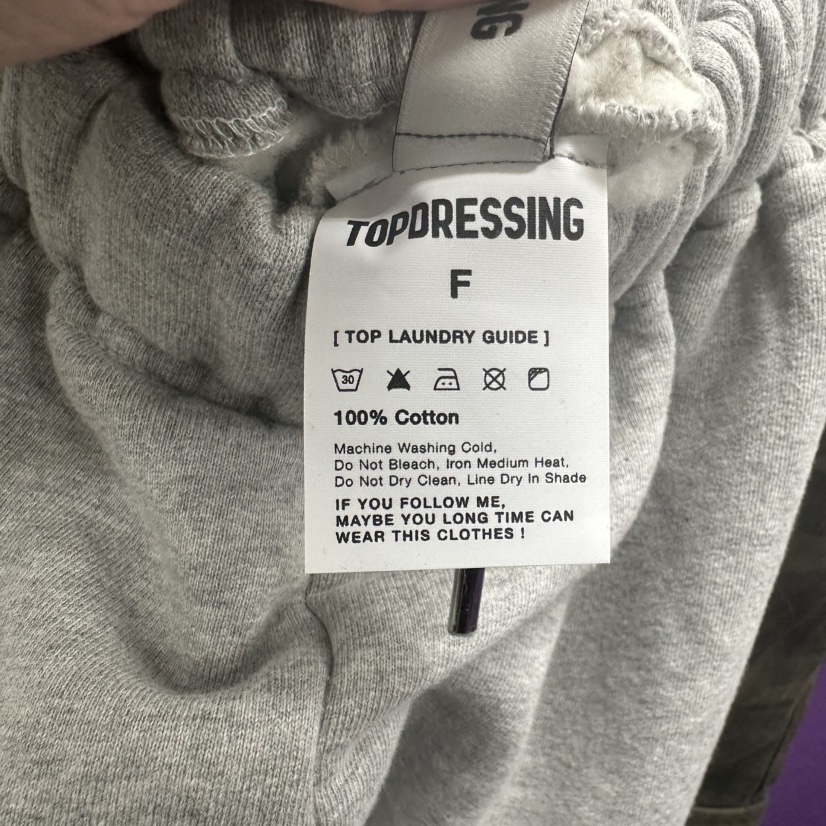 NG
TOPDRESSING
F
[ TOP LAUNDRY GUIDE ]
30
100% Cotton
Machine Washing Cold,
Do Not Bleach, Iron Medium Heat,
Do Not Dry Clean, Line Dry In Shade
IF YOU FOLLOW ME,
MAYBE YOU LONG TIME CAN
WEAR THIS CLOTHES !